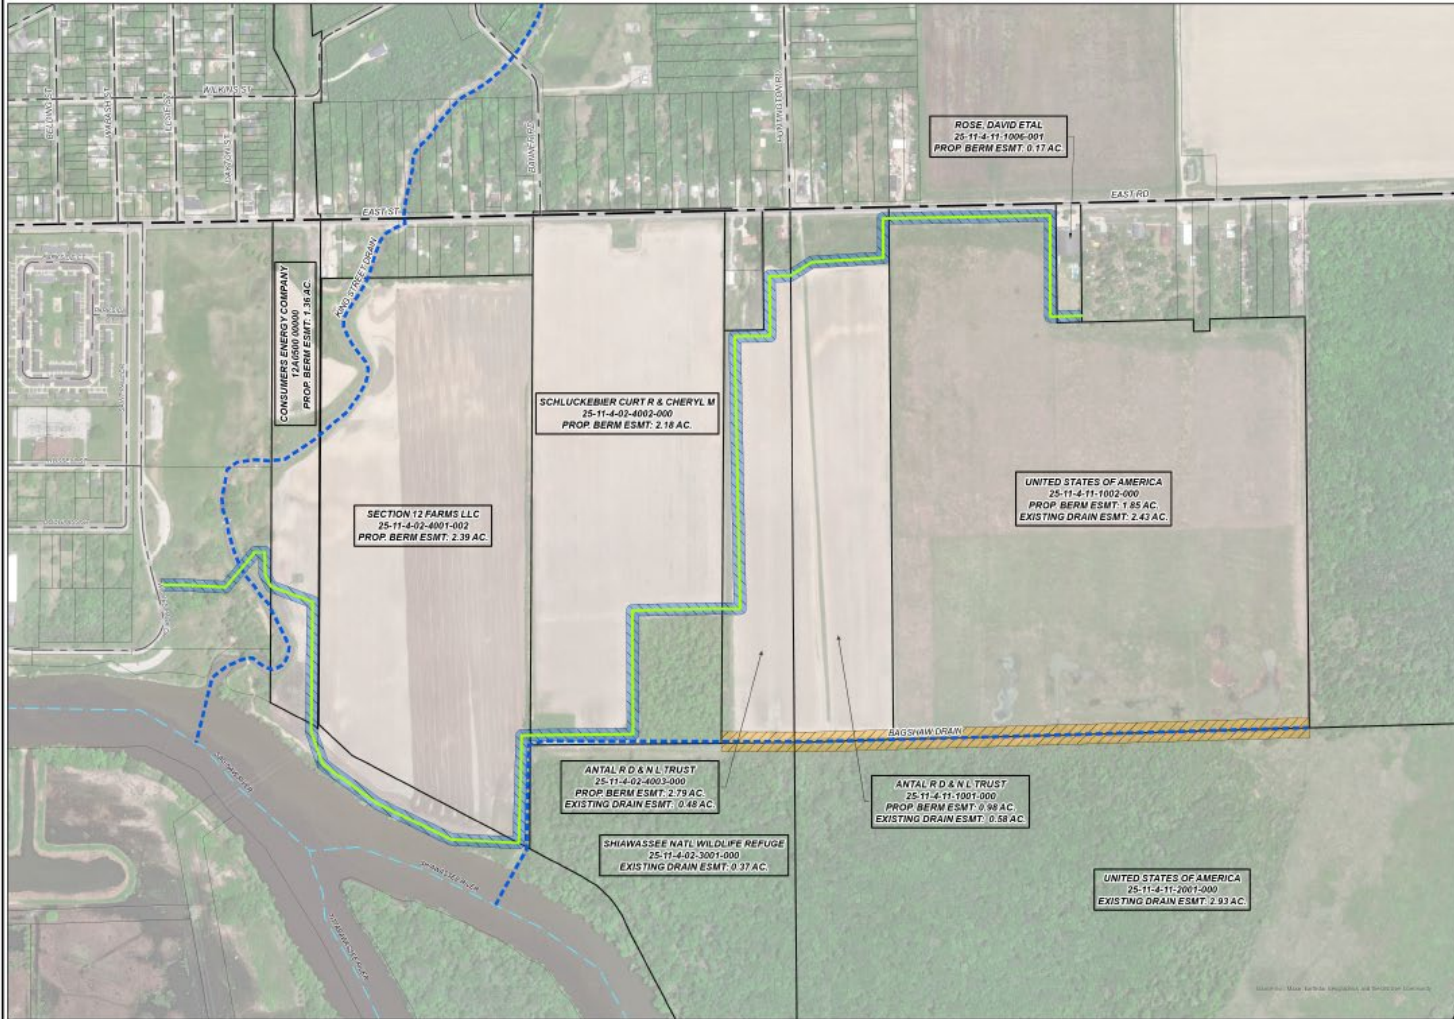 WILKINS ST
HUNTINGTON RD
BANNER RD
ROSE, DAVID ETAL
25-11-4-11-1006-001
PROP. BERM ESMT: 0.17 AC.
EAST ST
EAST RD
KING STREET DRAIN
CONSUMERS ENERGY COMPANY
12A0500 00000
PROP. BERM ESMT: 1.36 AC.
SCHLUCKEBIER CURT R & CHERYL M
25-11-4-02-4002-000
PROP. BERM ESMT: 2.18 AC.
UNITED STATES OF AMERICA
25-11-4-11-1002-000
PROP. BERM ESMT: 1.85 AC.
EXISTING DRAIN ESMT: 2.43 AC.
SECTION 12 FARMS LLC
25-11-4-02-4001-002
PROP. BERM ESMT: 2.39 AC.
BAGSHAW DRAIN
ANTAL R D & N L TRUST
25-11-4-02-4003-000
PROP. BERM ESMT: 2.79 AC.
EXISTING DRAIN ESMT: 0.48 AC.
ANTAL R D & N L TRUST
25-11-4-11-1001-000
PROP. BERM ESMT: 0.98 AC.
EXISTING DRAIN ESMT: 0.58 AC.
SHIAWASSEE NATL WILDLIFE REFUGE
25-11-4-02-3001-000
EXISTING DRAIN ESMT: 0.37 AC.
UNITED STATES OF AMERICA
25-11-4-11-2001-000
EXISTING DRAIN ESMT: 2.93 AC.